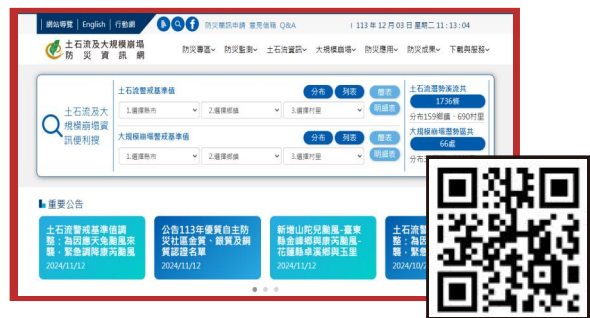 網站導覽 | English | 行動網 防災簡訊申請 意見信箱 Q&A 113 年 12 月 03 日 星期二 11:13:04
土石流及大規模崩塌
防災資訊網
防災專區 防災監測 土石流資訊 大規模崩塌 防災應用 防災成果 下載與服務
土石流及大
規模崩塌資
訊便利搜
土石流警戒基準值 分布 列表 歷表
1.選擇縣市 2.選擇鄉鎮 3.選擇村里 明細表
大規模崩塌警戒基準值 分布 列表 歷表
1.選擇縣市 2.選擇鄉鎮 3.選擇村里 明細表
土石流潛勢溪流共
1736條
分布159鄉鎮、690村里
大規模崩塌潛勢區共
66處
分布
重要公告
土石流警戒基準值調
整：為因應天兔颱風來
襲，緊急調降康芮颱風
2024/11/12
公告113年優質自主防
災社區金質、銀質及銅
質認證名單
2024/11/12
新增山陀兒颱風-臺東
縣金峰鄉與康芮颱風-
花蓮縣卓溪鄉與玉里
2024/11/12
土石流警
整：為因
襲，緊急
2024/10/